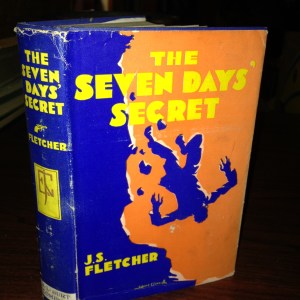 THE
SEVEN DAYS'
SECRET
J.S.
FLETCHER
THE
SEVEN
DAYS'
SECRET
FLETCHER